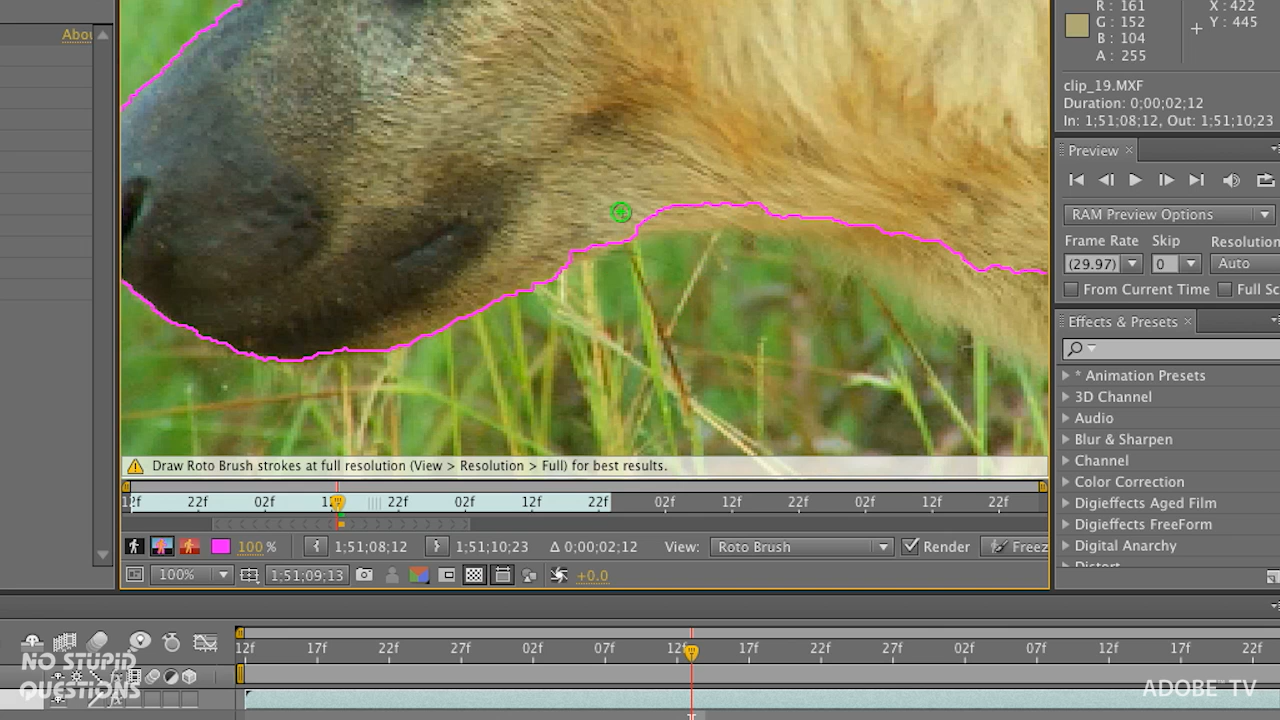 Abou
R: 161
G: 152
B: 104
A: 255
X: 422
Y: 445
clip_19.MXF
Duration: 0;00;02;12
In: 1;51;08;12, Out: 1;51;10;23
Preview
RAM Preview Options
Frame Rate Skip Resolution
(29.97) 0 Auto
From Current Time Full Sc
Effects & Presets
* Animation Presets
3D Channel
Audio
Blur & Sharpen
Channel
Color Correction
Digieffects Aged Film
Digieffects FreeForm
Digital Anarchy
Distort
Draw Roto Brush strokes at full resolution (View > Resolution > Full) for best results.
12f 22f 02f 12f 22f 02f 12f 22f 02f 12f 22f 02f 12f 22f
100 % 1;51;08;12 1;51;10;23 Δ 0;00;02;12 View: Roto Brush Render Freez
100% 1;51;09;13 +0.0
12f 17f 22f 27f 02f 07f 12f 17f 22f 27f 02f 07f 12f 17f 22f
NO STUPID
QUESTIONS
ADOBE™ TV